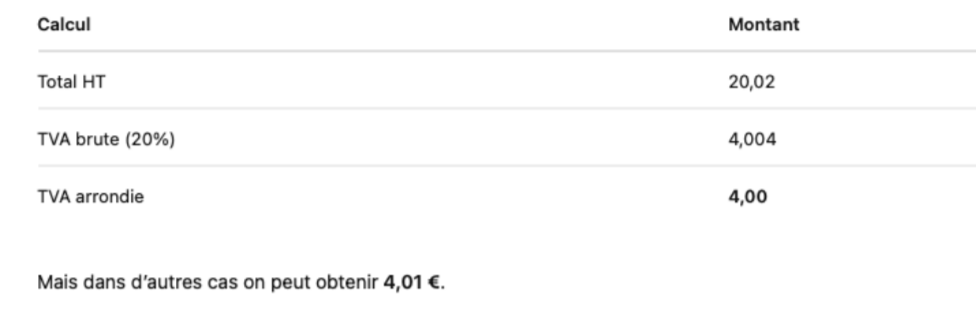 Calcul Montant
Total HT 20,02
TVA brute (20%) 4,004
TVA arrondie 4,00
Mais dans d’autres cas on peut obtenir 4,01 €.